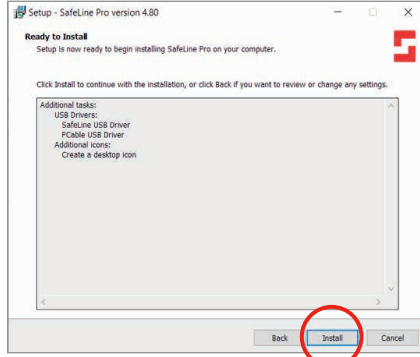 Setup - SafeLine Pro version 4.80
Ready to Install
Setup is now ready to begin installing SafeLine Pro on your computer.
Click Install to continue with the installation, or click Back if you want to review or change any settings.
Additional tasks:
USB Drivers:
SafeLine USB Driver
PCable USB Driver
Additional icons:
Create a desktop icon
Back
Install
Cancel